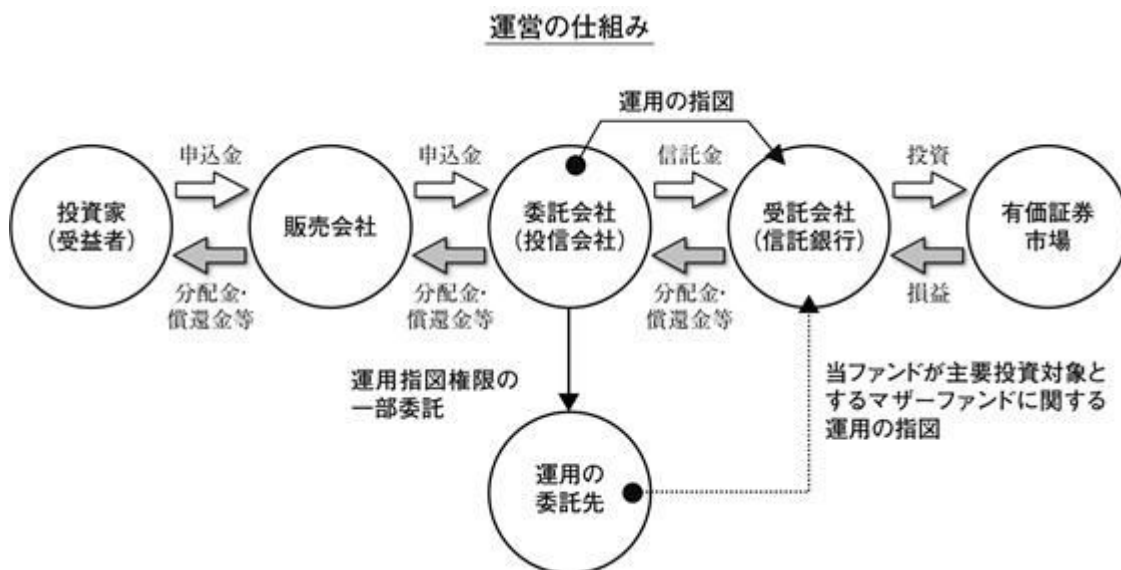 運営の仕組み
運用の指図
申込金
申込金
信託金
投資
投資家
(受益者)
販売会社
委託会社
(投信会社)
受託会社
(信託銀行)
有価証券
市場
分配金・
償還金等
分配金・
償還金等
分配金・
償還金等
損益
運用指図権限の
一部委託
当ファンドが主要投資対象と
するマザーファンドに関する
運用の指図
運用の
委託先